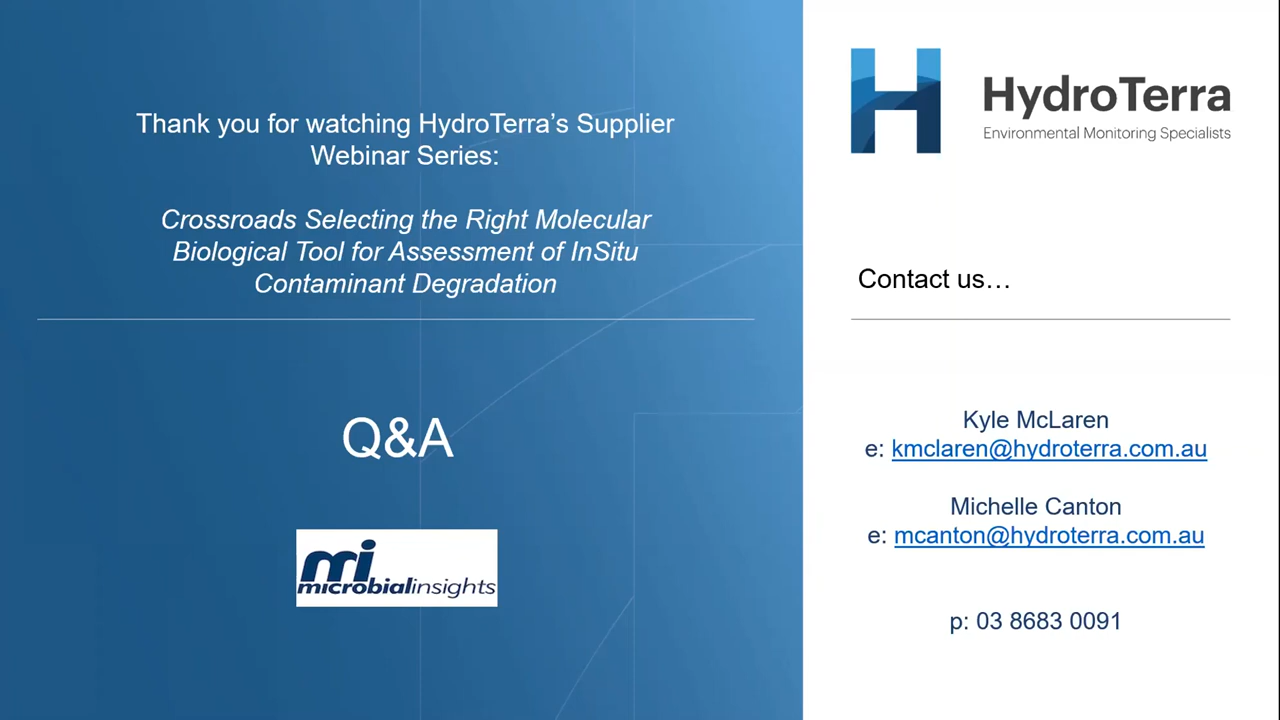 Thank you for watching HydroTerra's Supplier
Webinar Series:
Crossroads Selecting the Right Molecular
Biological Tool for Assessment of InSitu
Contaminant Degradation
Q&A
mi
microbialinsights
HydroTerra
Environmental Monitoring Specialists
Contact us…
Kyle McLaren
e: kmclaren@hydroterra.com.au
Michelle Canton
e: mcanton@hydroterra.com.au
p: 03 8683 0091